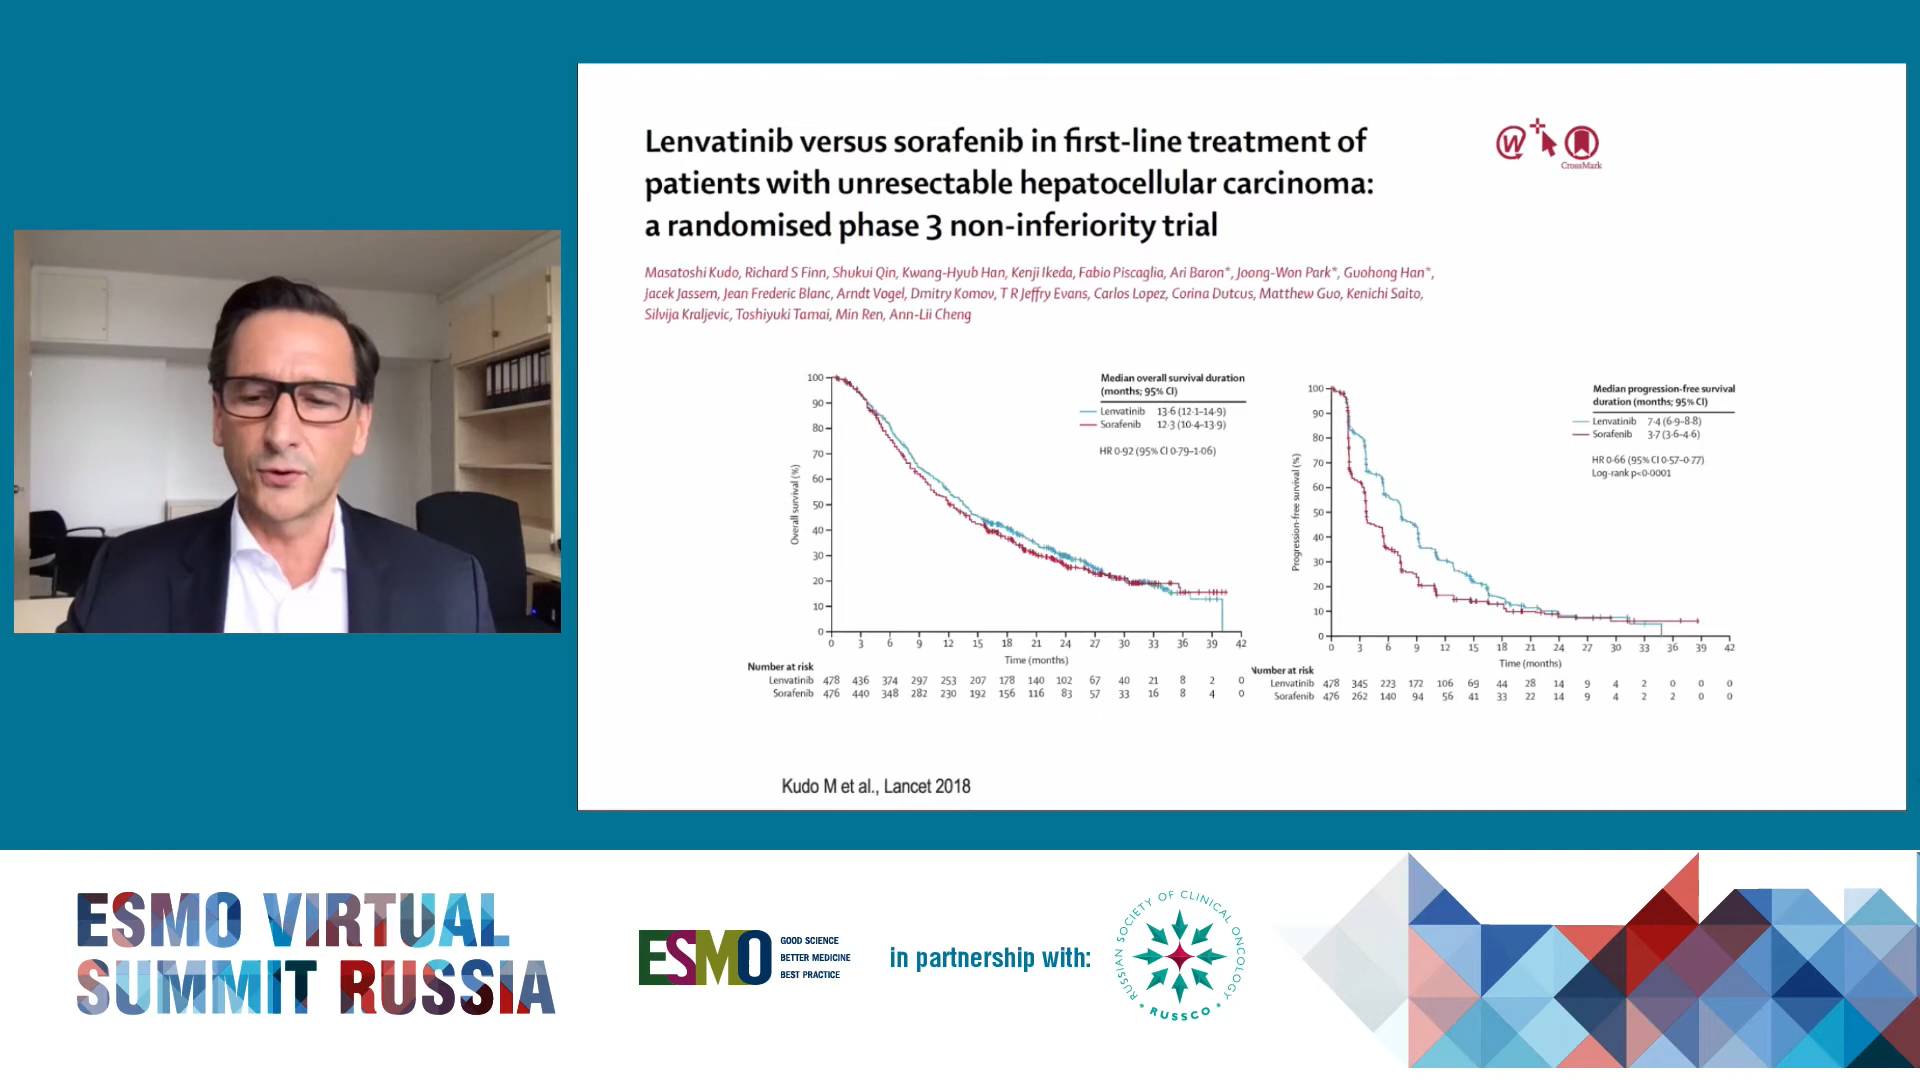 Lenvatinib versus sorafenib in first-line treatment of
patients with unresectable hepatocellular carcinoma:
a randomised phase 3 non-inferiority trial
W
CrossMark
Masatoshi Kudo, Richard S Finn, Shukui Qin, Kwang-Hyub Han, Kenji Ikeda, Fabio Piscaglia, Ari Baron*, Joong-Won Park*, Guohong Han*,
Jacek Jassem, Jean Frederic Blanc, Arndt Vogel, Dmitry Komov, T R Jeffry Evans, Carlos Lopez, Corina Dutcus, Matthew Guo, Kenichi Saito,
Silvija Kraljevic, Toshiyuki Tamai, Min Ren, Ann-Lii Cheng
Median overall survival duration
(months; 95% CI)
Lenvatinib 13·6 (12·1–14·9)
Sorafenib 12·3 (10·4–13·9)
HR 0·92 (95% CI 0·79–1·06)
Overall survival (%)
100
90
80
70
60
50
40
30
20
10
0
0 3 6 9 12 15 18 21 24 27 30 33 36 39 42
Time (months)
Number at risk
Lenvatinib 478 436 374 297 253 207 178 140 102 67 40 21 8 2 0
Sorafenib 476 440 348 282 230 192 156 116 83 57 33 16 8 4 0
Median progression-free survival
duration (months; 95% CI)
Lenvatinib 7·4 (6·9–8·8)
Sorafenib 3·7 (3·6–4·6)
HR 0·66 (95% CI 0·57–0·77)
Log-rank p<0·0001
Progression-free survival (%)
100
90
80
70
60
50
40
30
20
10
0
0 3 6 9 12 15 18 21 24 27 30 33 36 39 42
Time (months)
Number at risk
Lenvatinib 478 345 223 172 106 69 44 28 14 9 4 2 0 0 0
Sorafenib 476 262 140 94 56 41 33 22 14 9 4 2 2 0 0
Kudo M et al., Lancet 2018
ESMO VIRTUAL
SUMMIT RUSSIA
ESMO
GOOD SCIENCE
BETTER MEDICINE
BEST PRACTICE
in partnership with:
RUSSIAN SOCIETY OF CLINICAL ONCOLOGY
* RUSSCO *